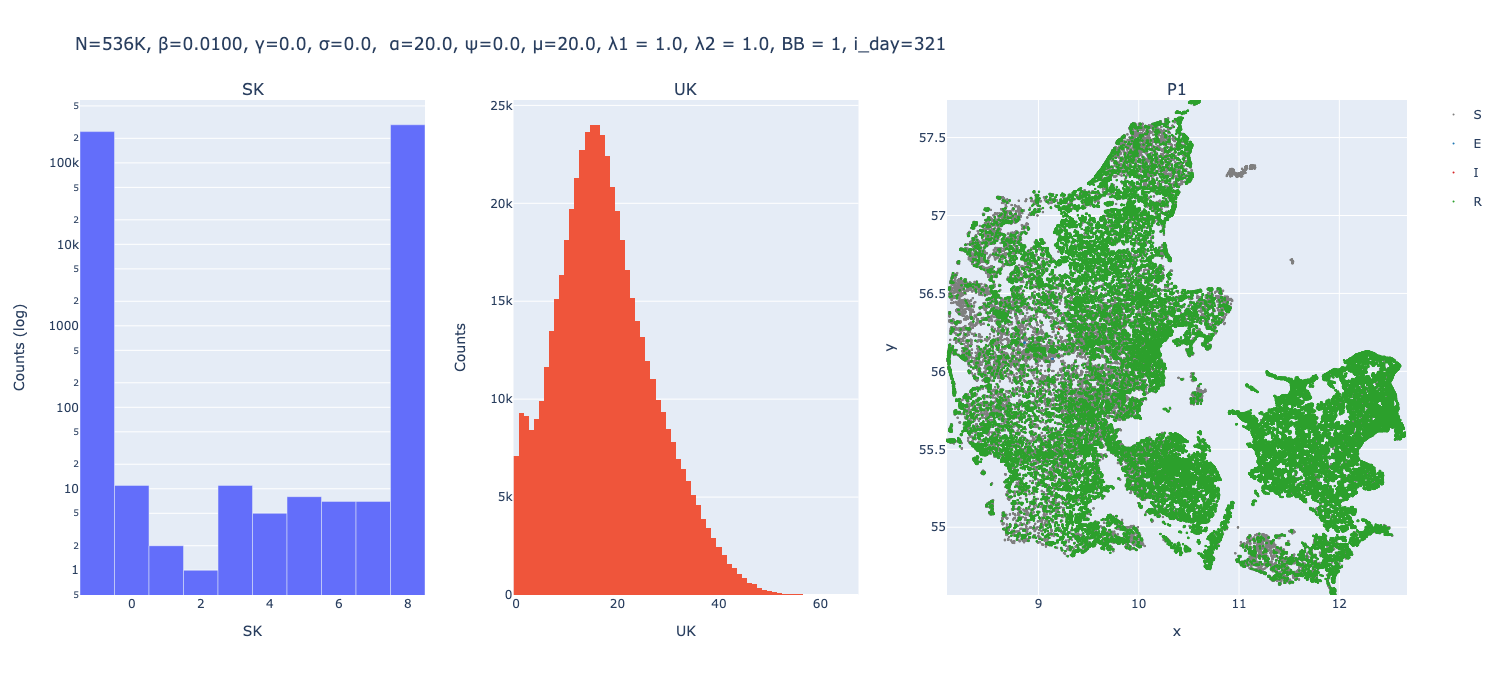 N=536K, β=0.0100, γ=0.0, σ=0.0,  α=20.0, ψ=0.0, μ=20.0, λ1 = 1.0, λ2 = 1.0, BB = 1, i_day=321
SK
5
2
100k
5
2
10k
5
2
1000
5
2
100
5
2
10
5
2
1
5
0
2
4
6
8
SK
Counts (log)
UK
25k
20k
15k
10k
5k
0
0
20
40
60
UK
Counts
P1
57.5
57
56.5
56
55.5
55
9
10
11
12
x
y
S
E
I
R